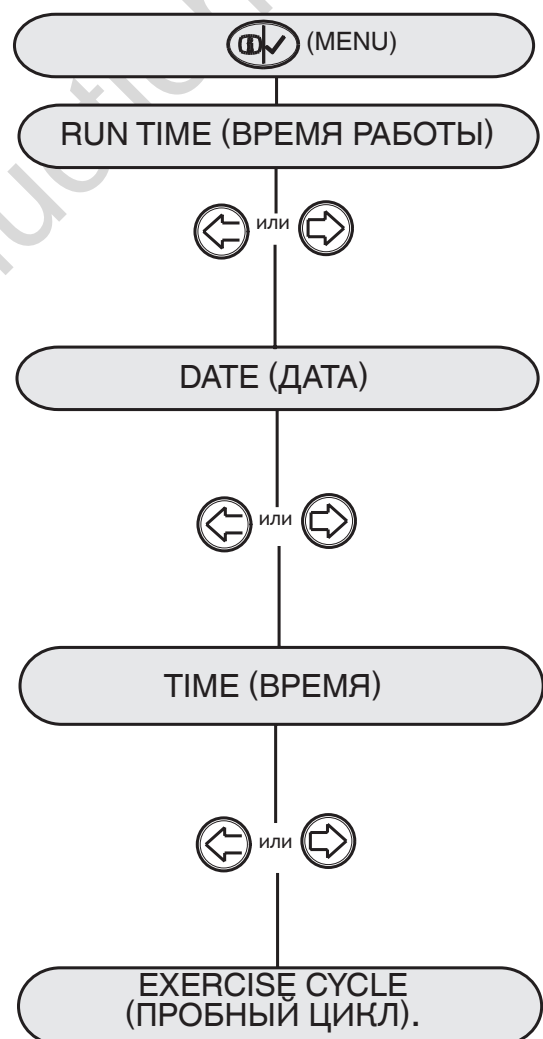 (MENU)
RUN TIME (ВРЕМЯ РАБОТЫ)
или
DATE (ДАТА)
или
TIME (ВРЕМЯ)
или
EXERCISE CYCLE
(ПРОБНЫЙ ЦИКЛ).